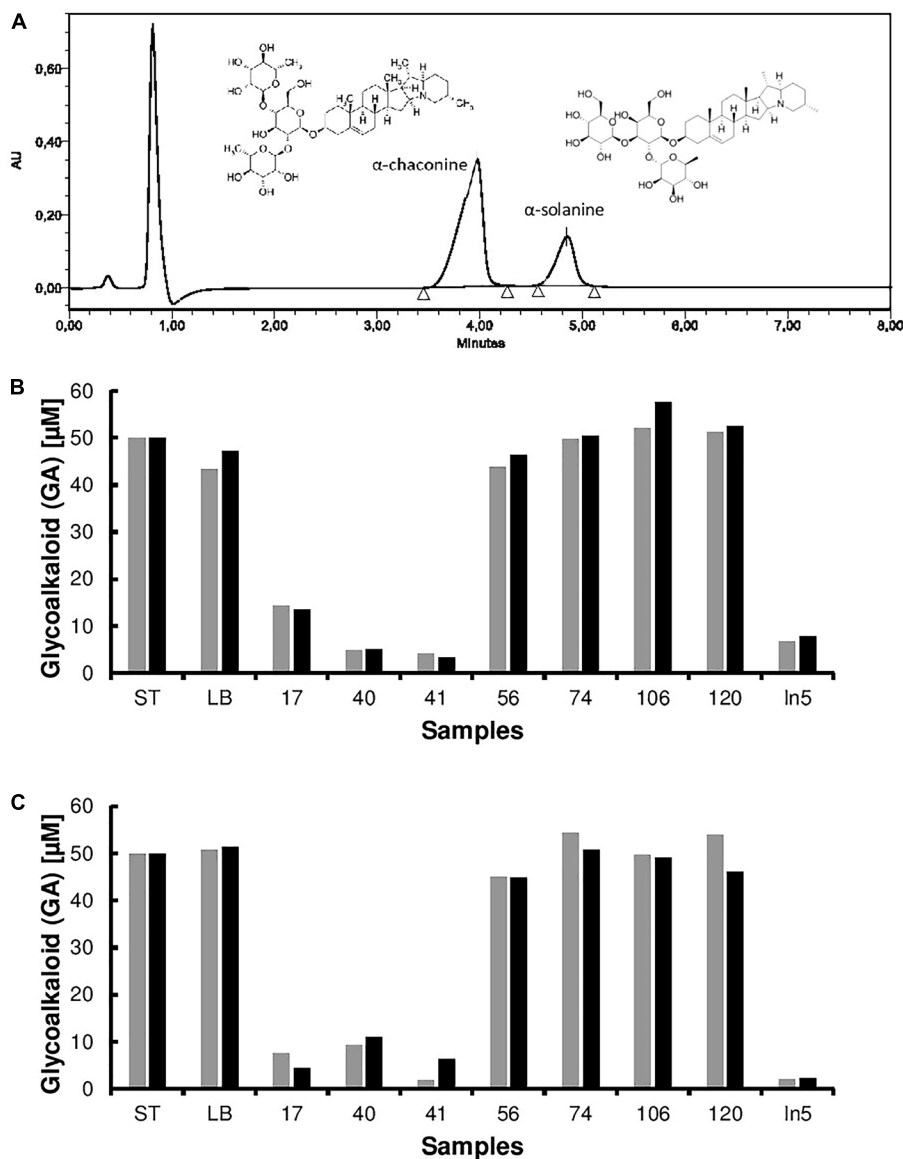 A
AU
0,60
0,40
0,20
0,00
0,00 1,00 2,00 3,00 4,00 5,00 6,00 7,00 8,00
Minutes
α-chaconine
α-solanine
B
Glycoalkaloid (GA) [µM]
60
50
40
30
20
10
0
ST LB 17 40 41 56 74 106 120 In5
Samples
C
Glycoalkaloid (GA) [µM]
60
50
40
30
20
10
0
ST LB 17 40 41 56 74 106 120 In5
Samples